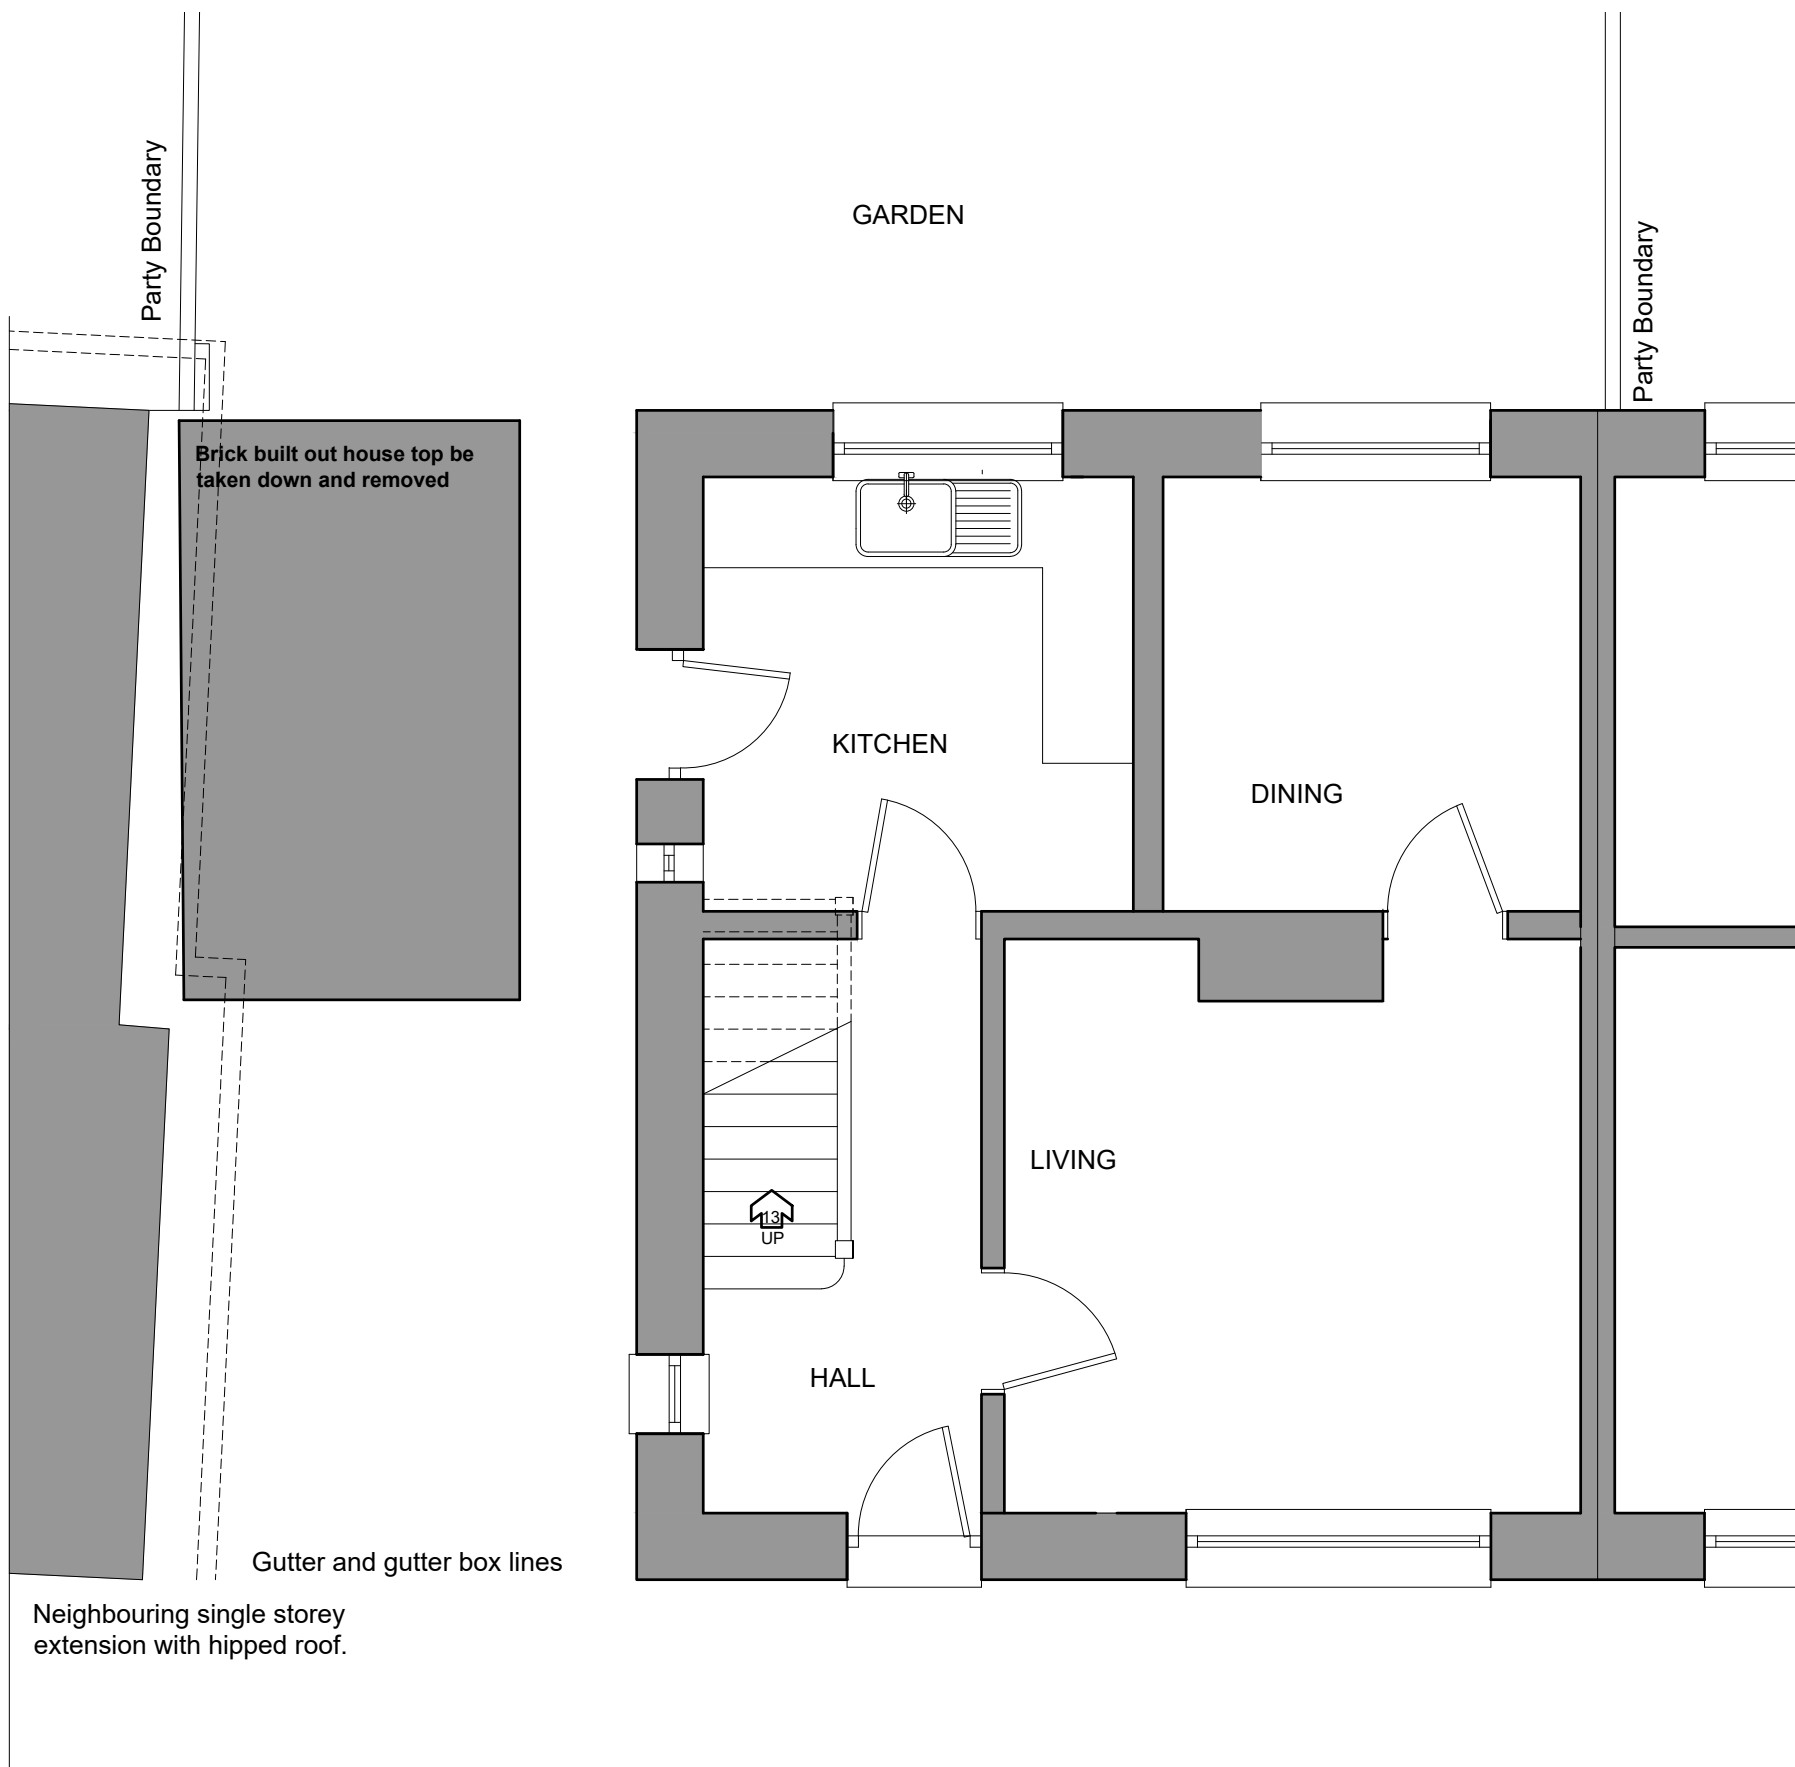 Party Boundary
GARDEN
Party Boundary
Brick built out house top be
taken down and removed
KITCHEN
DINING
LIVING
13
UP
HALL
Gutter and gutter box lines
Neighbouring single storey
extension with hipped roof.